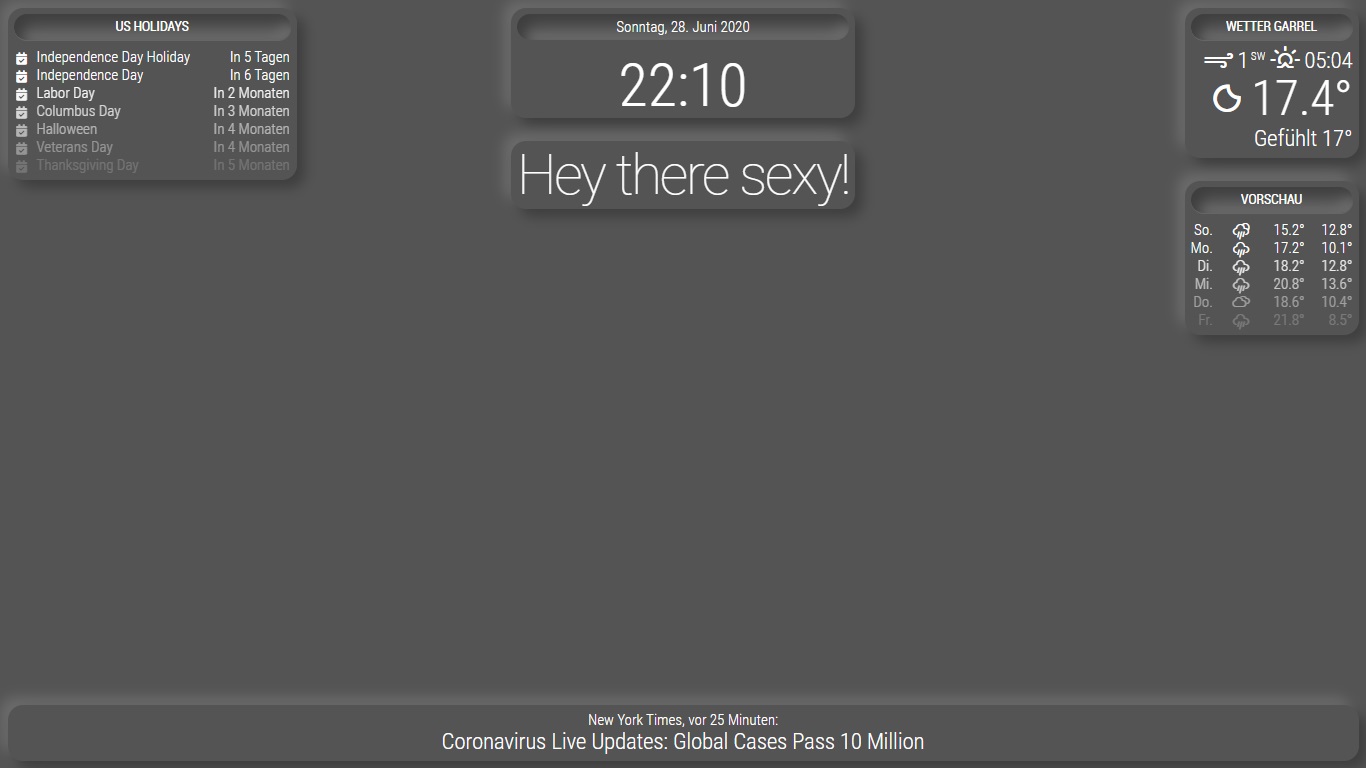 US HOLIDAYS
Independence Day Holiday In 5 Tagen
Independence Day In 6 Tagen
Labor Day In 2 Monaten
Columbus Day In 3 Monaten
Halloween In 4 Monaten
Veterans Day In 4 Monaten
Thanksgiving Day In 5 Monaten
Sonntag, 28. Juni 2020
22:10
Hey there sexy!
WETTER GARREL
1 SW 05:04
17.4°
Gefühlt 17°
VORSCHAU
So. 15.2° 12.8°
Mo. 17.2° 10.1°
Di. 18.2° 12.8°
Mi. 20.8° 13.6°
Do. 18.6° 10.4°
Fr. 21.8° 8.5°
New York Times, vor 25 Minuten:
Coronavirus Live Updates: Global Cases Pass 10 Million